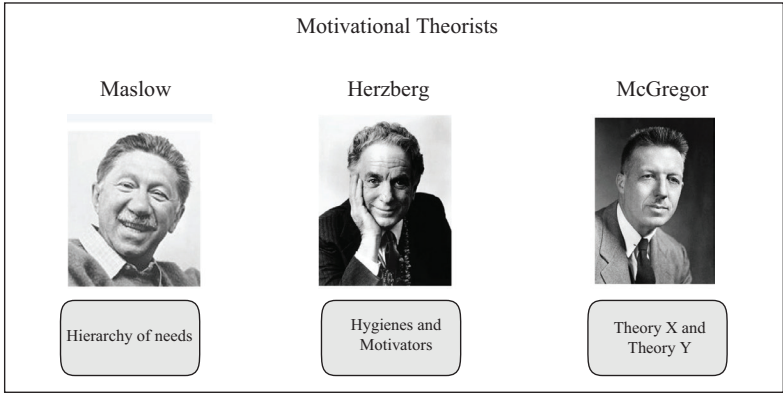 Motivational Theorists
Maslow
Herzberg
McGregor
Hierarchy of needs
Hygienes and
Motivators
Theory X and
Theory Y